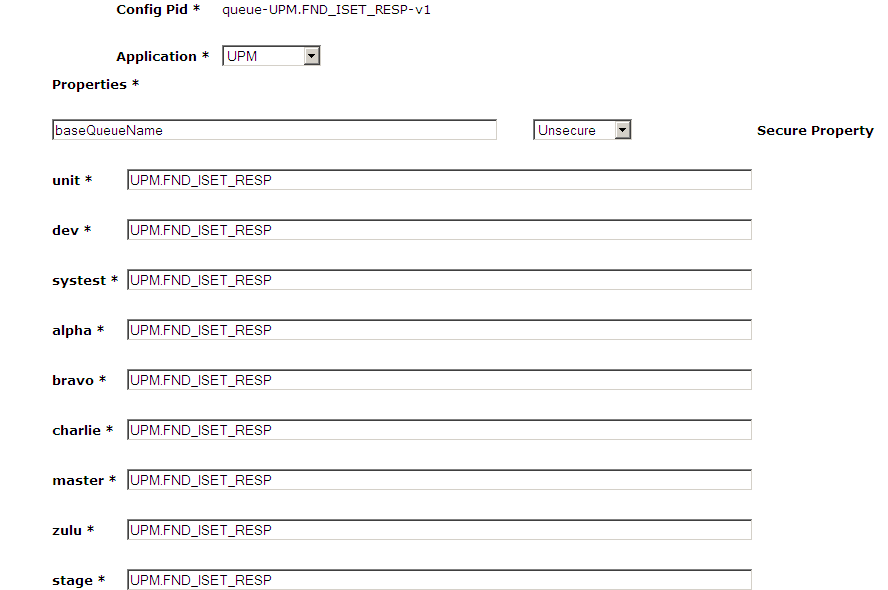 Config Pid * queue-UPM.FND_ISET_RESP-v1
Application * UPM
Properties *
baseQueueName Unsecure Secure Property
unit * UPM.FND_ISET_RESP
dev * UPM.FND_ISET_RESP
systest * UPM.FND_ISET_RESP
alpha * UPM.FND_ISET_RESP
bravo * UPM.FND_ISET_RESP
charlie * UPM.FND_ISET_RESP
master * UPM.FND_ISET_RESP
zulu * UPM.FND_ISET_RESP
stage * UPM.FND_ISET_RESP